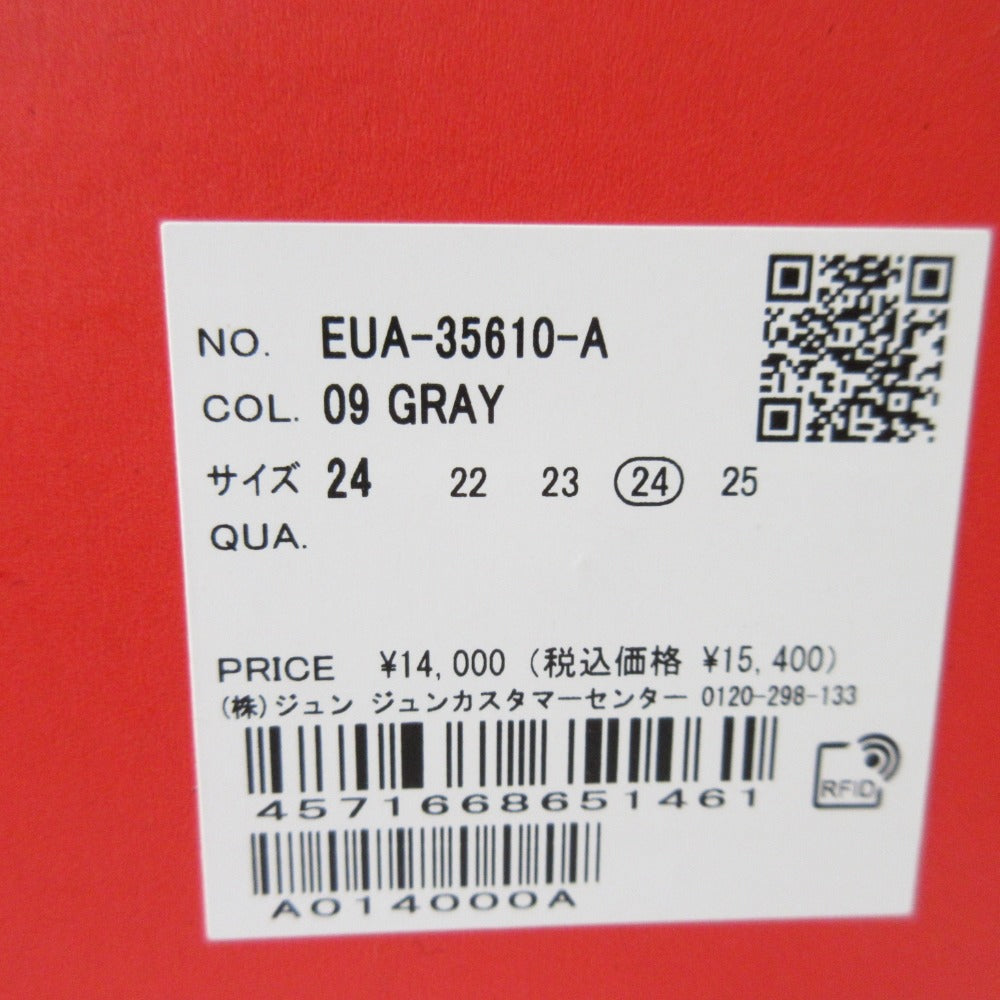 NO. EUA-35610-A
COL. 09 GRAY
サイズ 24 22 23 24 25
QUA.
PRICE ¥14,000 (税込価格 ¥15,400)
(株)ジュン ジュンカスタマーセンター 0120-298-133
4571668651461
RFID
A014000A